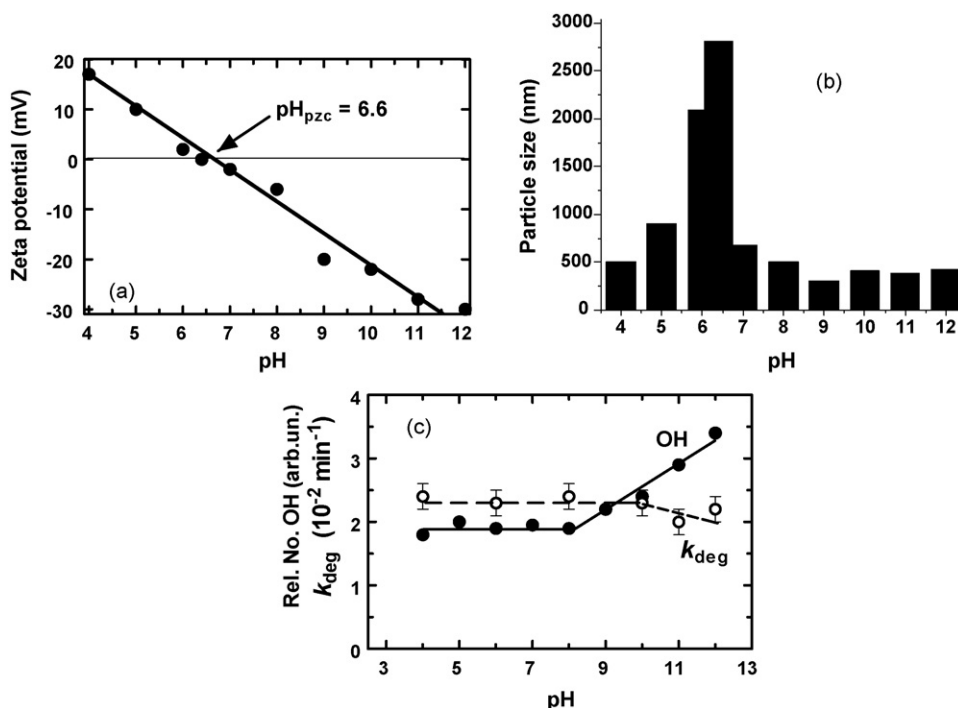 20
10
0
-10
-20
-30
Zeta potential (mV)
pHpzc = 6.6
(a)
4 5 6 7 8 9 10 11 12
pH
3000
2500
2000
1500
1000
500
0
Particle size (nm)
(b)
4 5 6 7 8 9 10 11 12
pH
4
3
2
1
0
Rel. No. OH (arb.un.)
kdeg (10-2 min-1)
(c)
OH
kdeg
3 5 7 9 11 13
pH